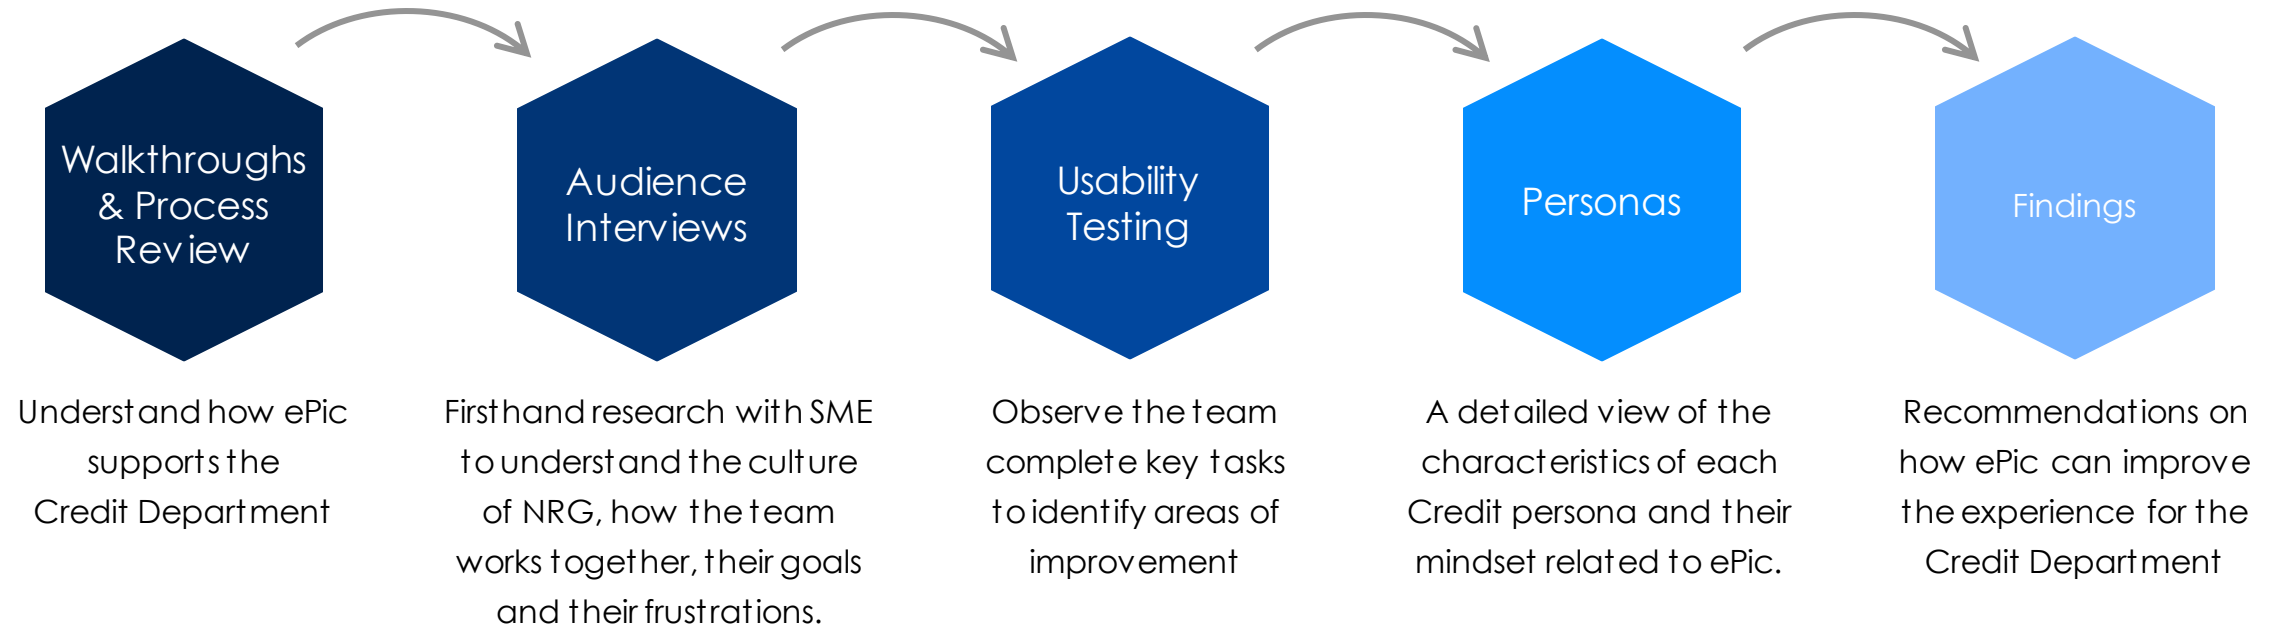 Walkthroughs
& Process
Review
Audience
Interviews
Usability
Testing
Personas
Findings
Understand how ePic
supports the
Credit Department
Firsthand research with SME
to understand the culture
of NRG, how the team
works together, their goals
and their frustrations.
Observe the team
complete key tasks
to identify areas of
improvement
A detailed view of the
characteristics of each
Credit persona and their
mindset related to ePic.
Recommendations on
how ePic can improve
the experience for the
Credit Department